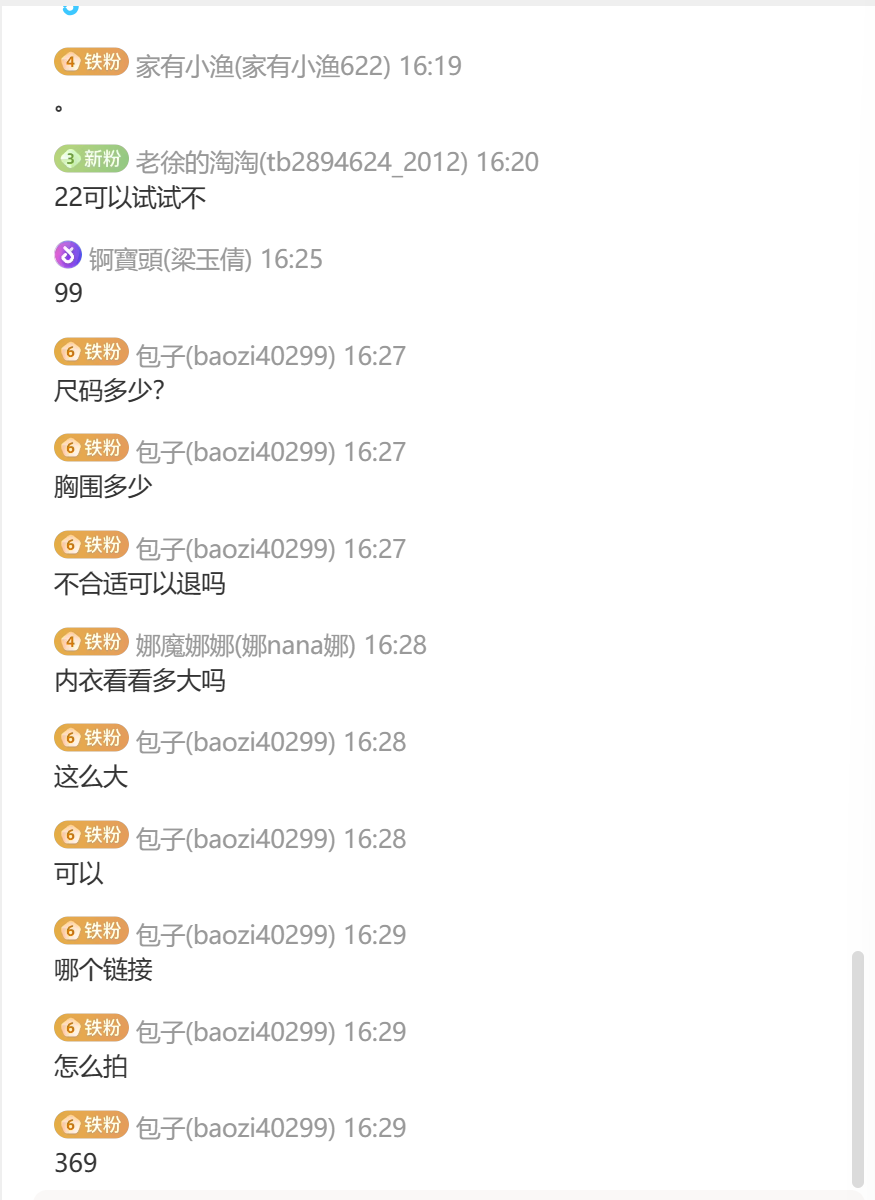 4 铁粉 家有小渔(家有小渔622) 16:19
。
3 新粉 老徐的淘淘(tb2894624_2012) 16:20
22可以试试不
锕寶頭(梁玉倩) 16:25
99
6 铁粉 包子(baozi40299) 16:27
尺码多少?
6 铁粉 包子(baozi40299) 16:27
胸围多少
6 铁粉 包子(baozi40299) 16:27
不合适可以退吗
4 铁粉 娜魔娜娜(娜nana娜) 16:28
内衣看看多大吗
6 铁粉 包子(baozi40299) 16:28
这么大
6 铁粉 包子(baozi40299) 16:28
可以
6 铁粉 包子(baozi40299) 16:29
哪个链接
6 铁粉 包子(baozi40299) 16:29
怎么拍
6 铁粉 包子(baozi40299) 16:29
369